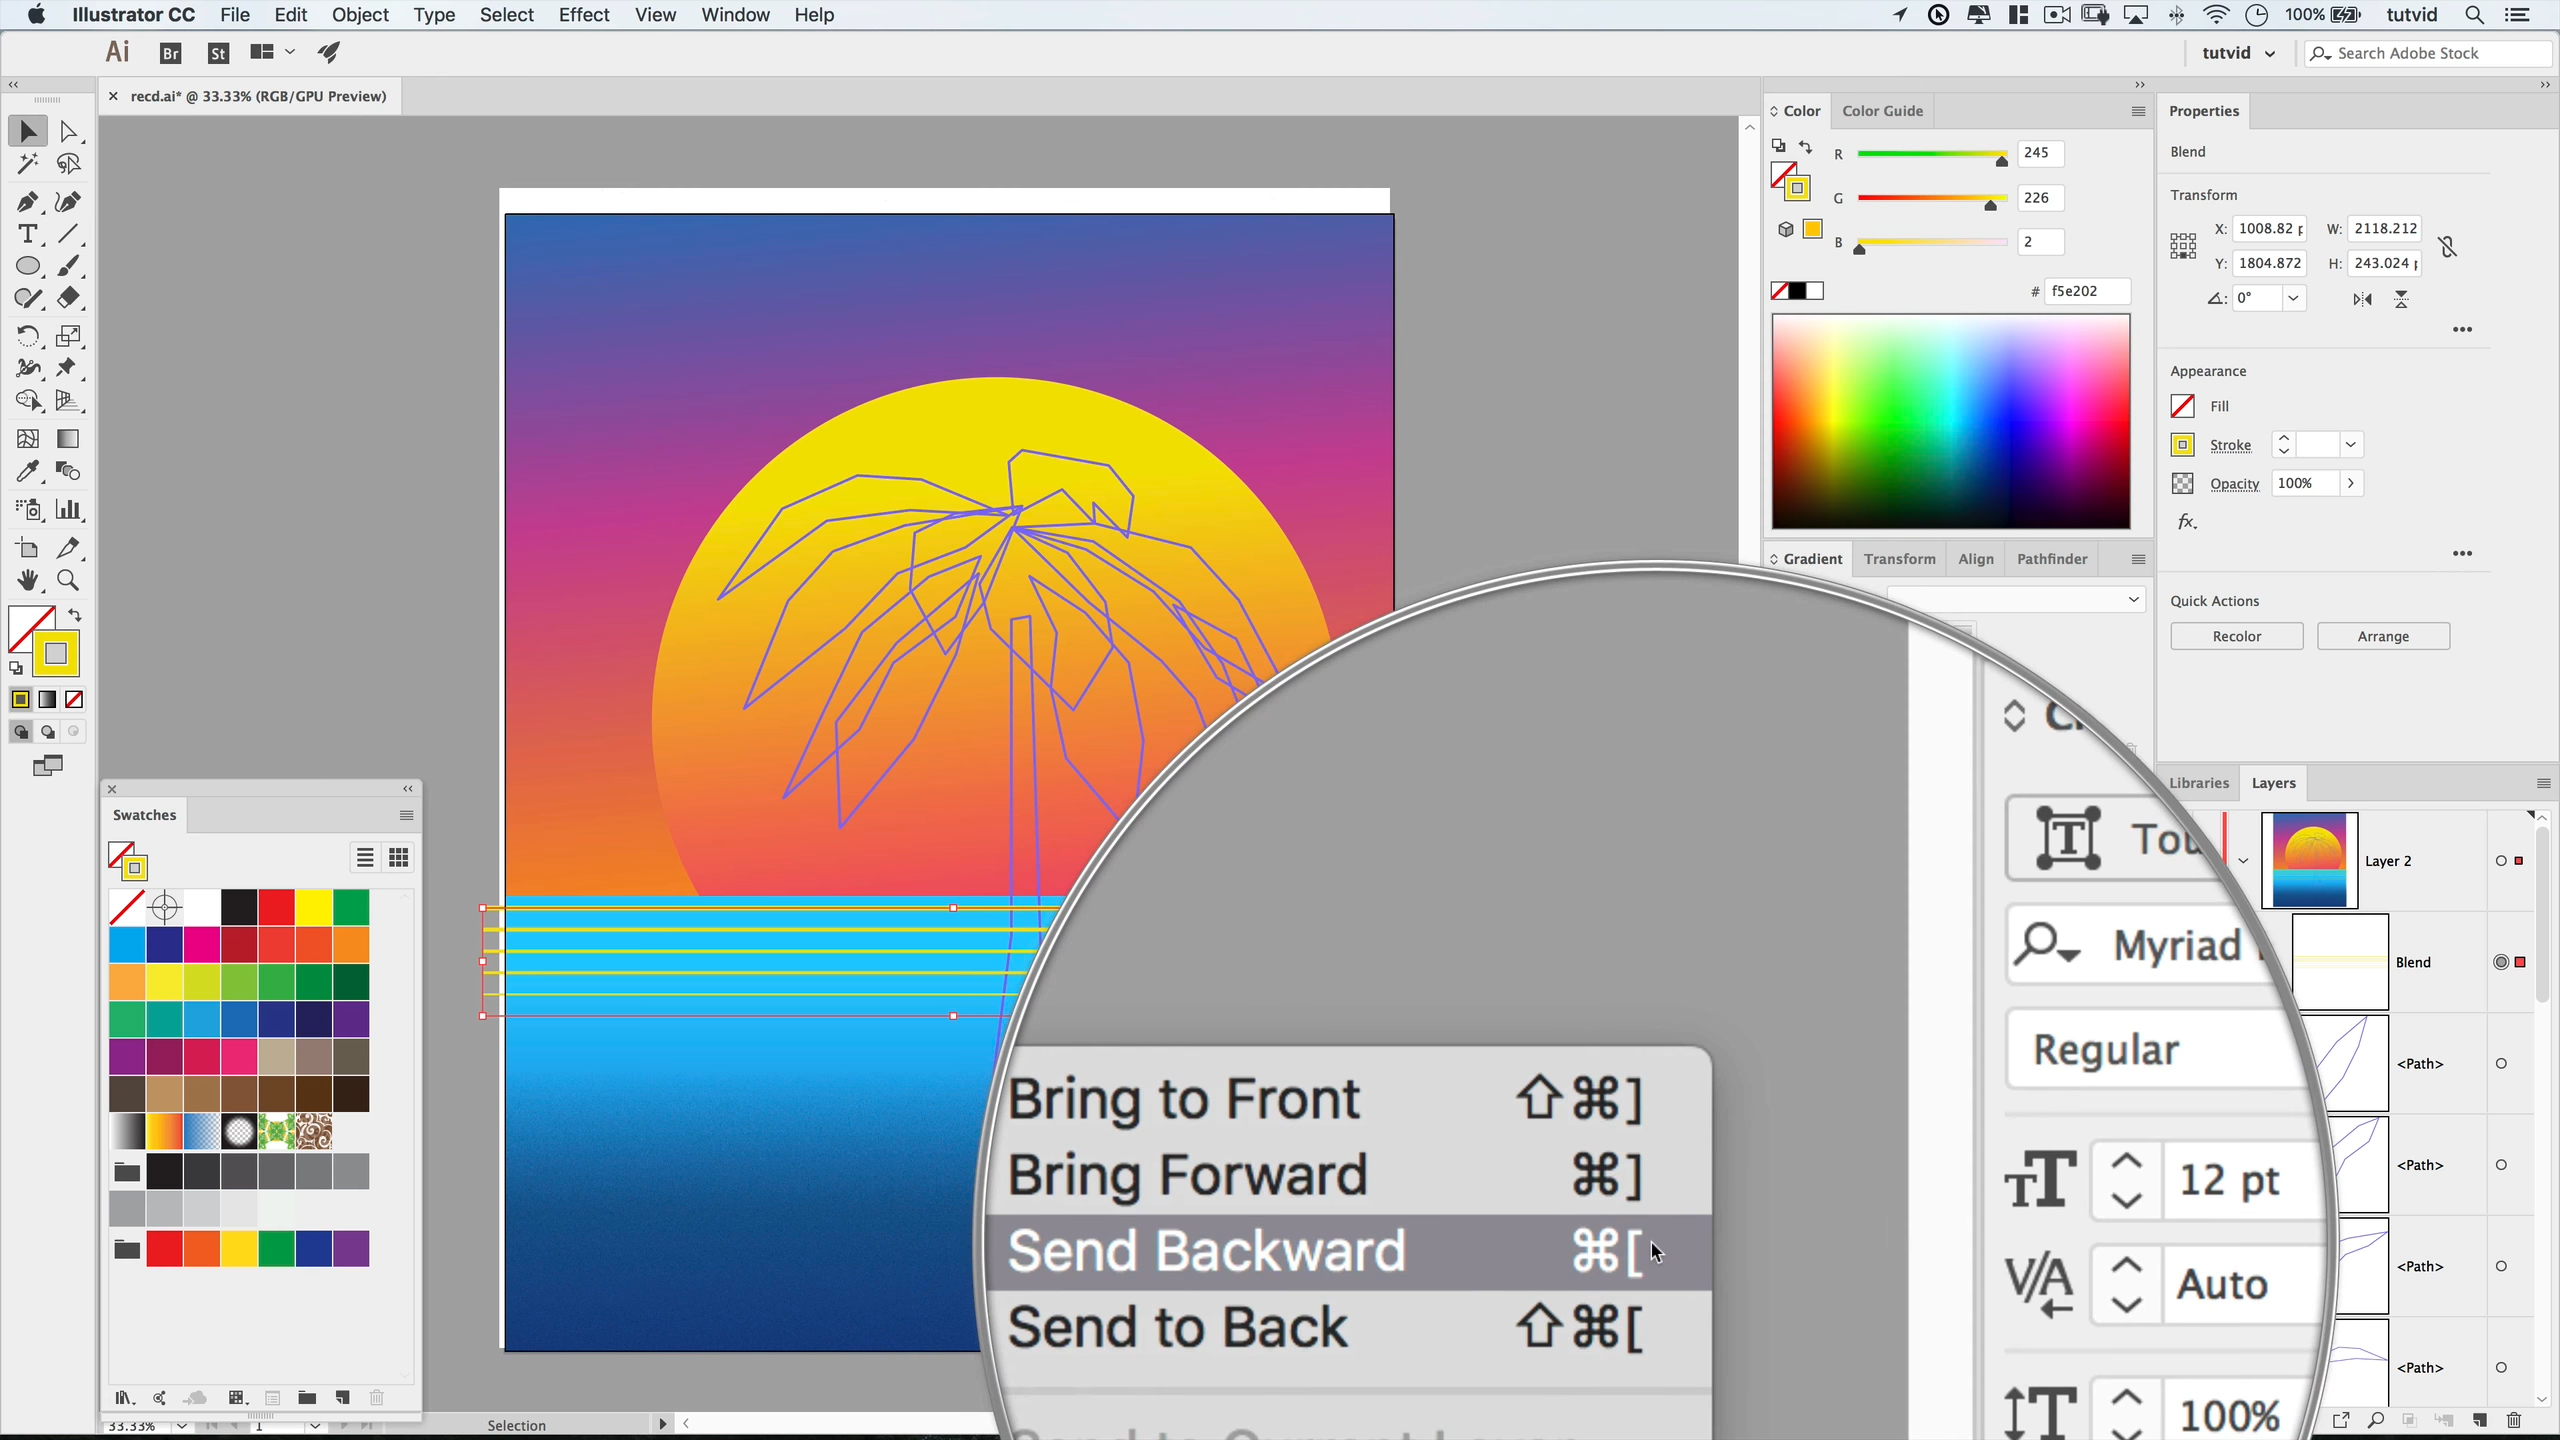 Illustrator CC File Edit Object Type Select Effect View Window Help 100% tutvid
Ai Br St tutvid Search Adobe Stock
recd.ai* @ 33.33% (RGB/GPU Preview)
Color Color Guide
R 245
G 226
B 2
# f5e202
Gradient Transform Align Pathfinder
Properties
Blend
Transform
X: 1008.82 W: 2118.212
Y: 1804.872 H: 243.024
0°
Appearance
Fill
Stroke
Opacity 100%
fx.
Quick Actions
Recolor Arrange
Libraries Layers
Layer 2
Blend
<Path>
<Path>
<Path>
<Path>
Swatches
33.33% 1 Selection
Bring to Front ⇧⌘]
Bring Forward ⌘]
Send Backward ⌘[
Send to Back ⇧⌘[
Myriad
Regular
12 pt
Auto
100%